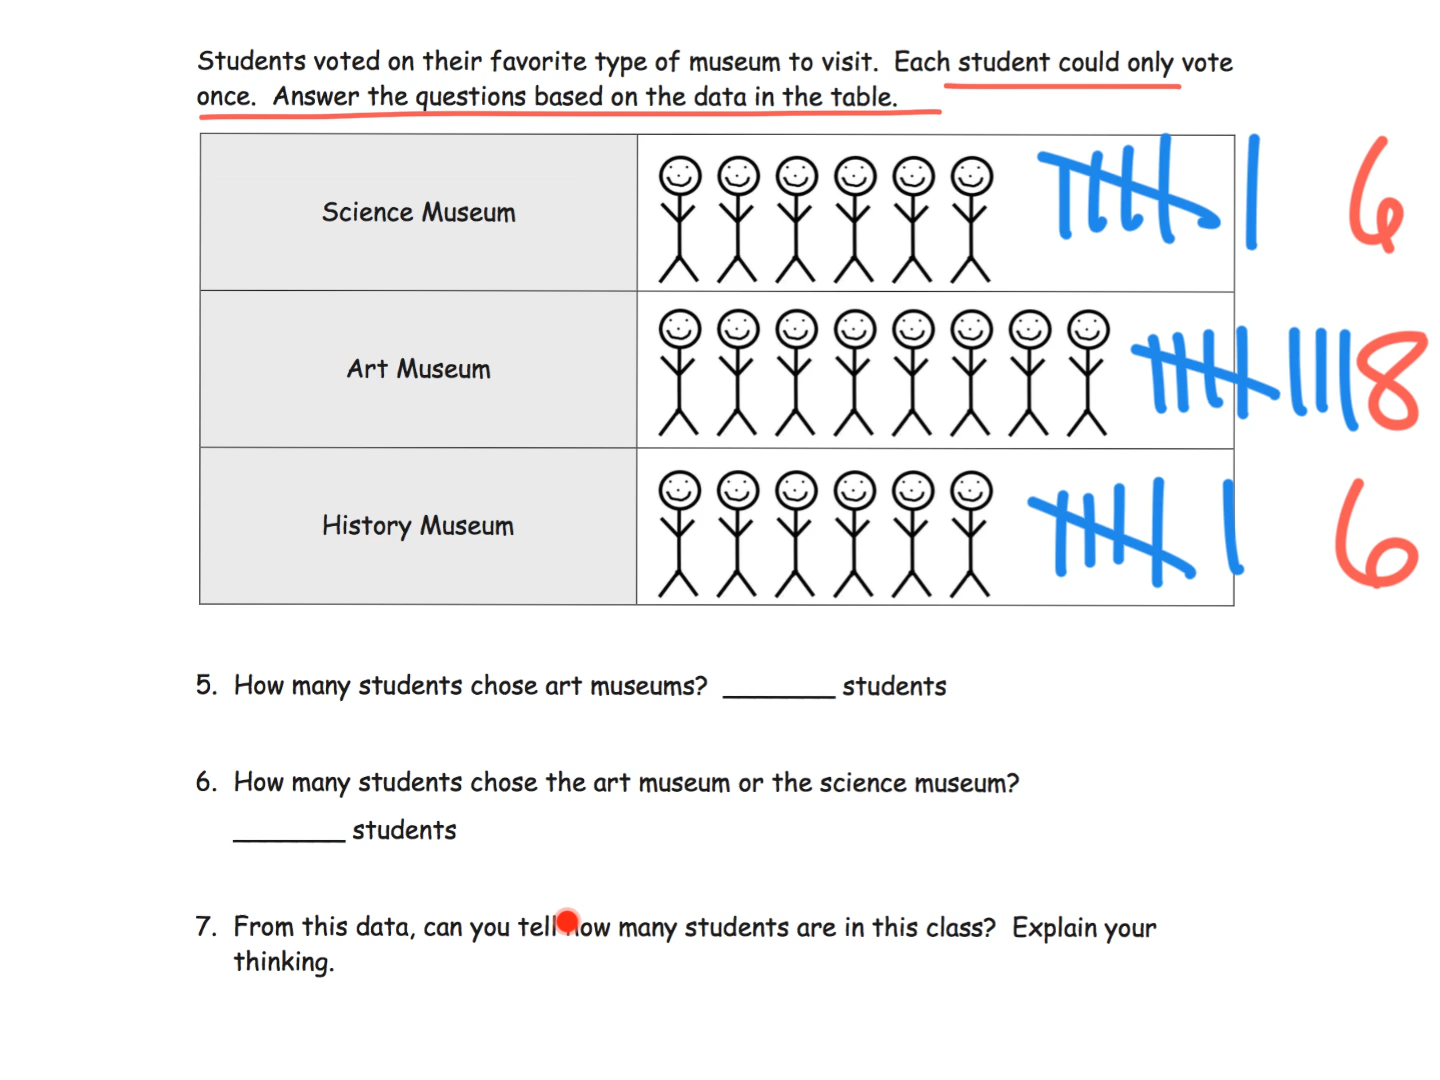 Students voted on their favorite type of museum to visit. Each student could only vote
once. Answer the questions based on the data in the table.
Science Museum
6
Art Museum
8
History Museum
6
5. How many students chose art museums? ________ students
6. How many students chose the art museum or the science museum?
________ students
7. From this data, can you tell how many students are in this class? Explain your
thinking.